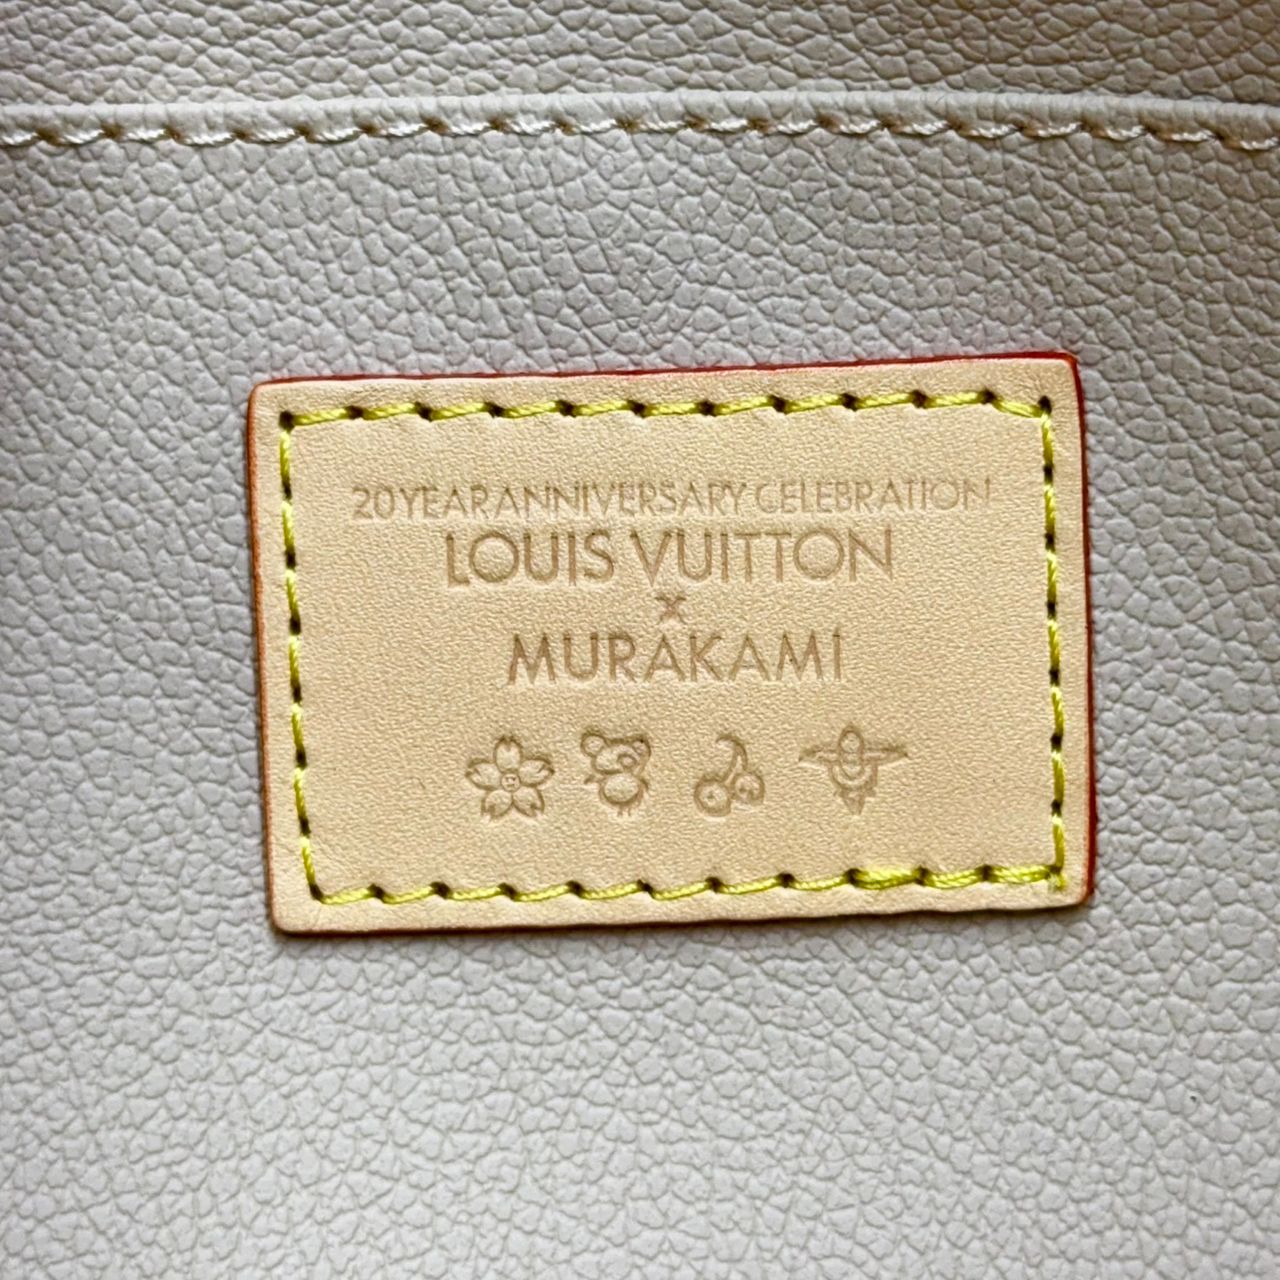 20 YEAR ANNIVERSARY CELEBRATION
LOUIS VUITTON
x
MURAKAMI